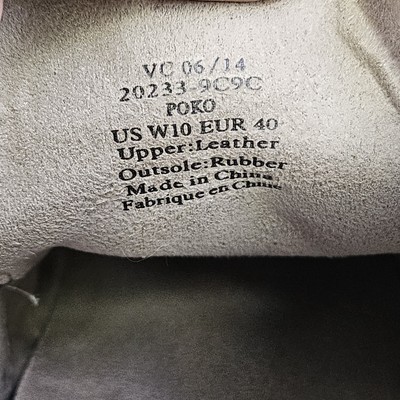 VC 06/14
20233-9C9C
POKO
US W10 EUR 40
Upper:Leather
Outsole:Rubber
Made in China
Fabrique en Chine